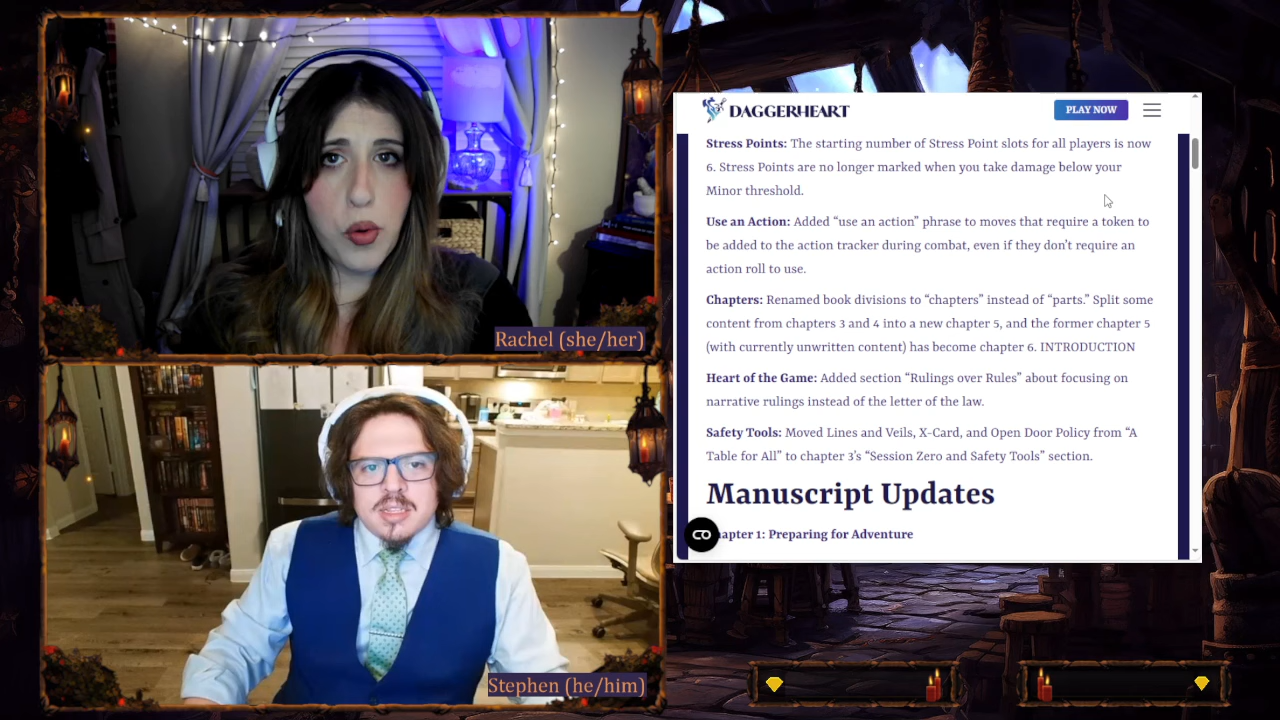 Rachel (she/her)
Stephen (he/him)
DAGGERHEART
PLAY NOW
Stress Points: The starting number of Stress Point slots for all players is now
6. Stress Points are no longer marked when you take damage below your
Minor threshold.
Use an Action: Added “use an action” phrase to moves that require a token to
be added to the action tracker during combat, even if they don’t require an
action roll to use.
Chapters: Renamed book divisions to “chapters” instead of “parts.” Split some
content from chapters 3 and 4 into a new chapter 5, and the former chapter 5
(with currently unwritten content) has become chapter 6. INTRODUCTION
Heart of the Game: Added section “Rulings over Rules” about focusing on
narrative rulings instead of the letter of the law.
Safety Tools: Moved Lines and Veils, X-Card, and Open Door Policy from “A
Table for All” to chapter 3’s “Session Zero and Safety Tools” section.
Manuscript Updates
apter 1: Preparing for Adventure